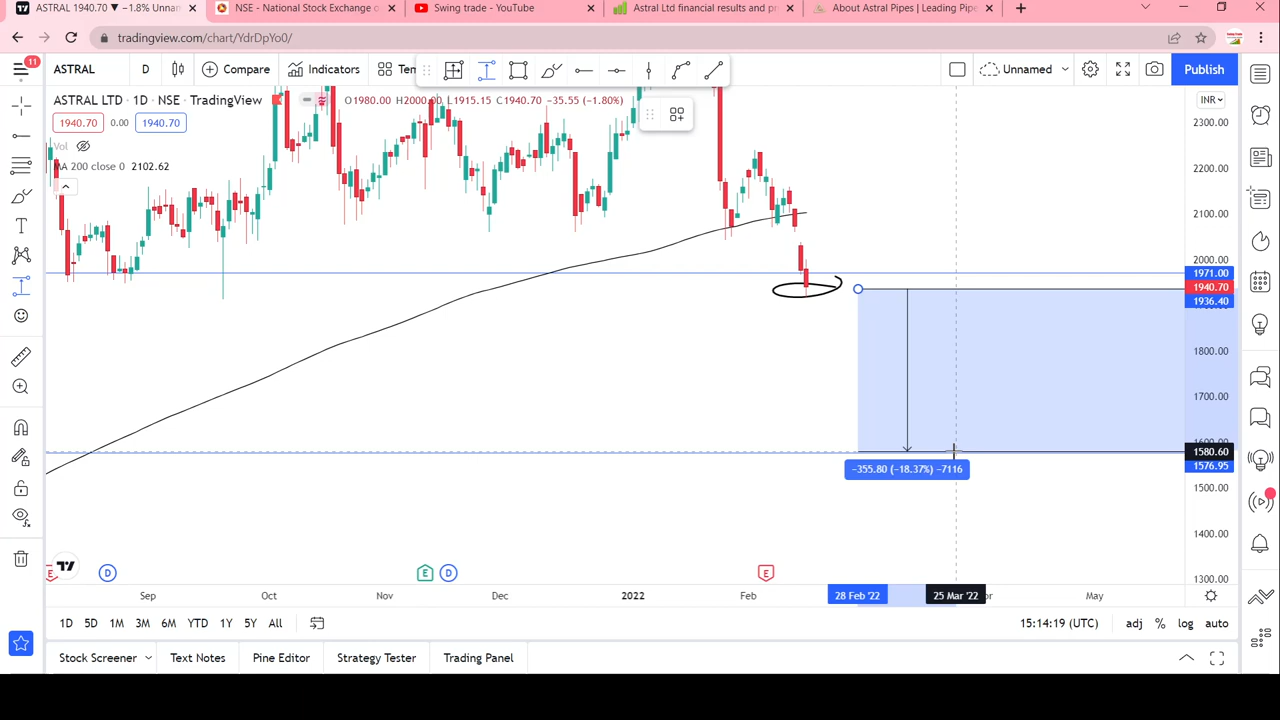 ASTRAL 1940.70 ▼ −1.8% Unnan
NSE - National Stock Exchange o
Swing trade - YouTube
Astral Ltd financial results and pr
About Astral Pipes | Leading Pipe
tradingview.com/chart/YdrDpYo0/
11
ASTRAL
D
Compare
Indicators
Tem
Unnamed
Publish
ASTRAL LTD · 1D · NSE · TradingView
O1980.00 H2000.00 L1915.15 C1940.70 −35.55 (−1.80%)
INR
1940.70
0.00
1940.70
Vol
MA 200 close 0 2102.62
2300.00
2200.00
2100.00
2000.00
1971.00
1940.70
1936.40
1800.00
1700.00
1580.60
1576.95
1500.00
1400.00
1300.00
−355.80 (−18.37%) −7116
E
D
E
D
E
Sep
Oct
Nov
Dec
2022
Feb
28 Feb '22
25 Mar '22
May
1D
5D
1M
3M
6M
YTD
1Y
5Y
All
15:14:19 (UTC)
adj
%
log
auto
Stock Screener
Text Notes
Pine Editor
Strategy Tester
Trading Panel